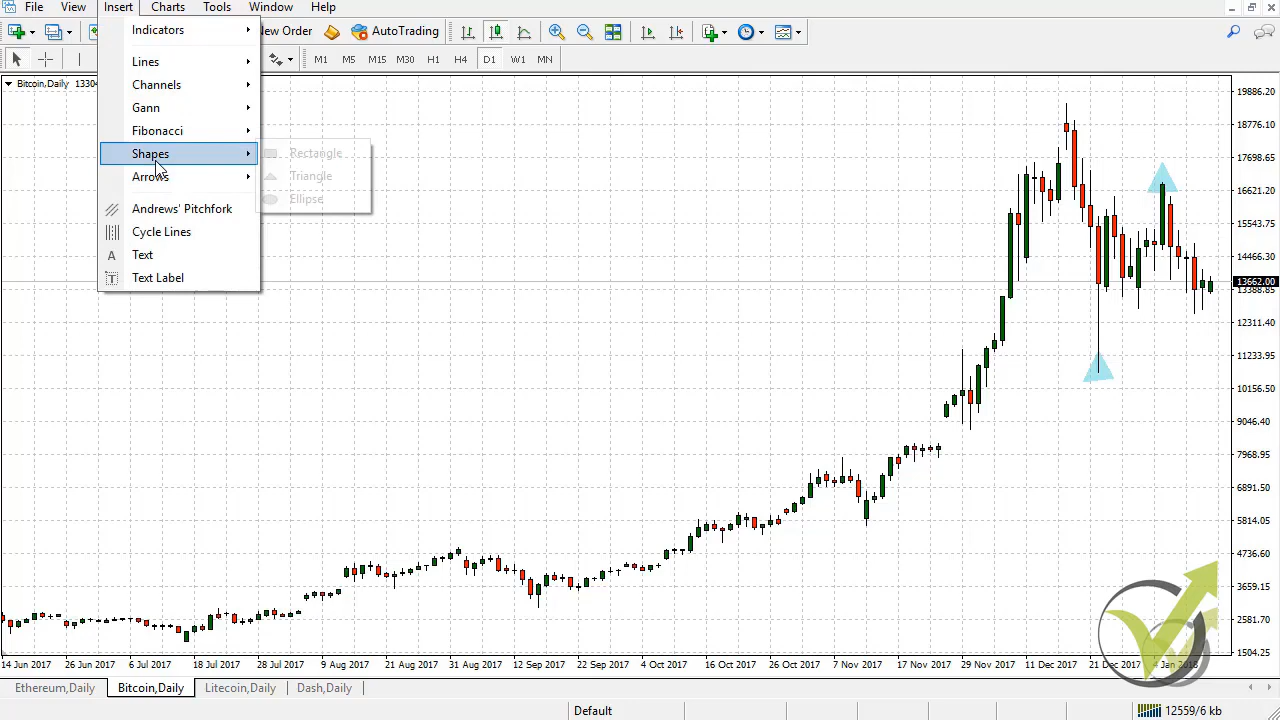 File View Insert Charts Tools Window Help
New Order AutoTrading
M1 M5 M15 M30 H1 H4 D1 W1 MN
Bitcoin,Daily 13304
Indicators
Lines
Channels
Gann
Fibonacci
Shapes
Arrows
Andrews' Pitchfork
Cycle Lines
A Text
T Text Label
Rectangle
Triangle
Ellipse
19886.20
18776.10
17698.65
16621.20
15543.75
14466.30
13662.00
13388.85
12311.40
11233.95
10156.50
9046.40
7968.95
6891.50
5814.05
4736.60
3659.15
2581.70
1504.25
14 Jun 2017 26 Jun 2017 6 Jul 2017 18 Jul 2017 28 Jul 2017 9 Aug 2017 21 Aug 2017 31 Aug 2017 12 Sep 2017 22 Sep 2017 4 Oct 2017 16 Oct 2017 26 Oct 2017 7 Nov 2017 17 Nov 2017 29 Nov 2017 11 Dec 2017 21 Dec 2017 4 Jan 2018
Ethereum,Daily Bitcoin,Daily Litecoin,Daily Dash,Daily
Default 12559/6 kb